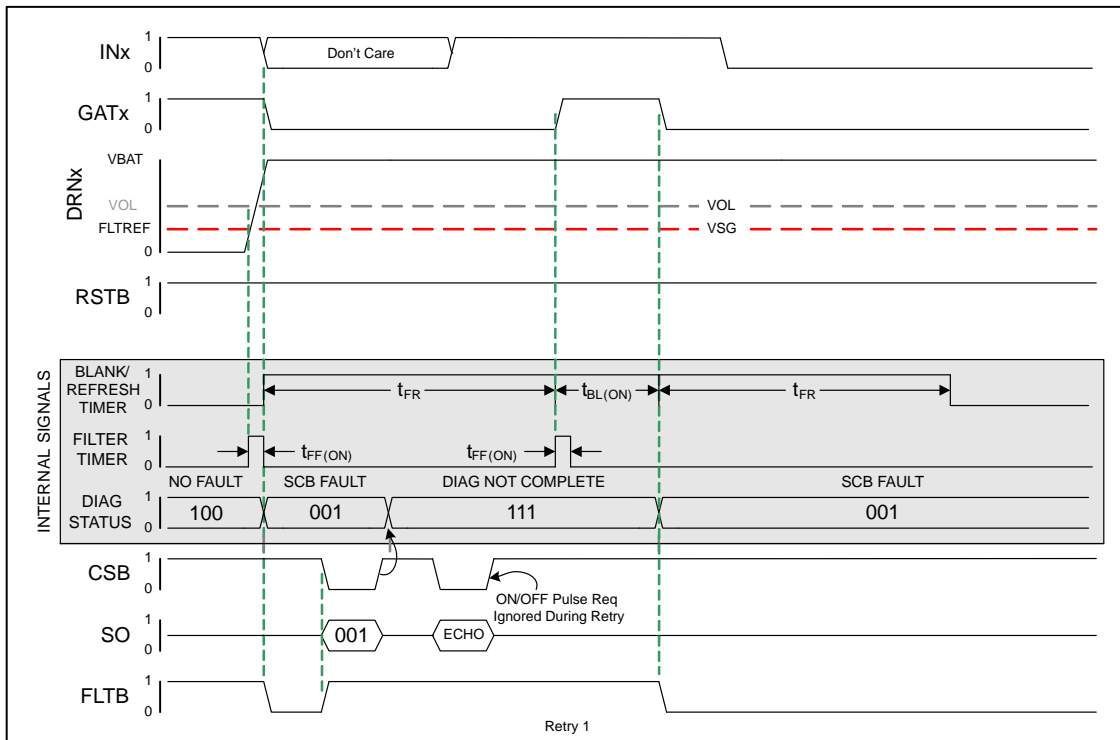 INx 1 0 Don't Care
GATx 1 0
DRNx
VBAT
VOL VOL
FLTREF VSG
0
RSTB 1 0
INTERNAL SIGNALS
BLANK/
REFRESH
TIMER
1 0
tFR tBL(ON) tFR
FILTER
TIMER
1 0
tFF(ON) tFF(ON)
NO FAULT SCB FAULT DIAG NOT COMPLETE SCB FAULT
DIAG
STATUS
1 0
100 001 111 001
CSB 1 0
ON/OFF Pulse Req
Ignored During Retry
SO 1 0 001 ECHO
FLTB 1 0
Retry 1